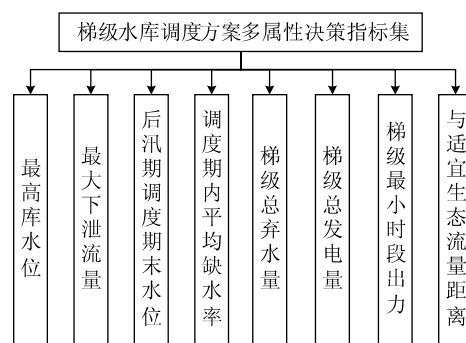 梯级水库调度方案多属性决策指标集
最高库水位
最大下泄流量
后汛期调度期末水位
调度期内平均缺水率
梯级总弃水量
梯级总发电量
梯级最小时段出力
与适宜生态流量距离